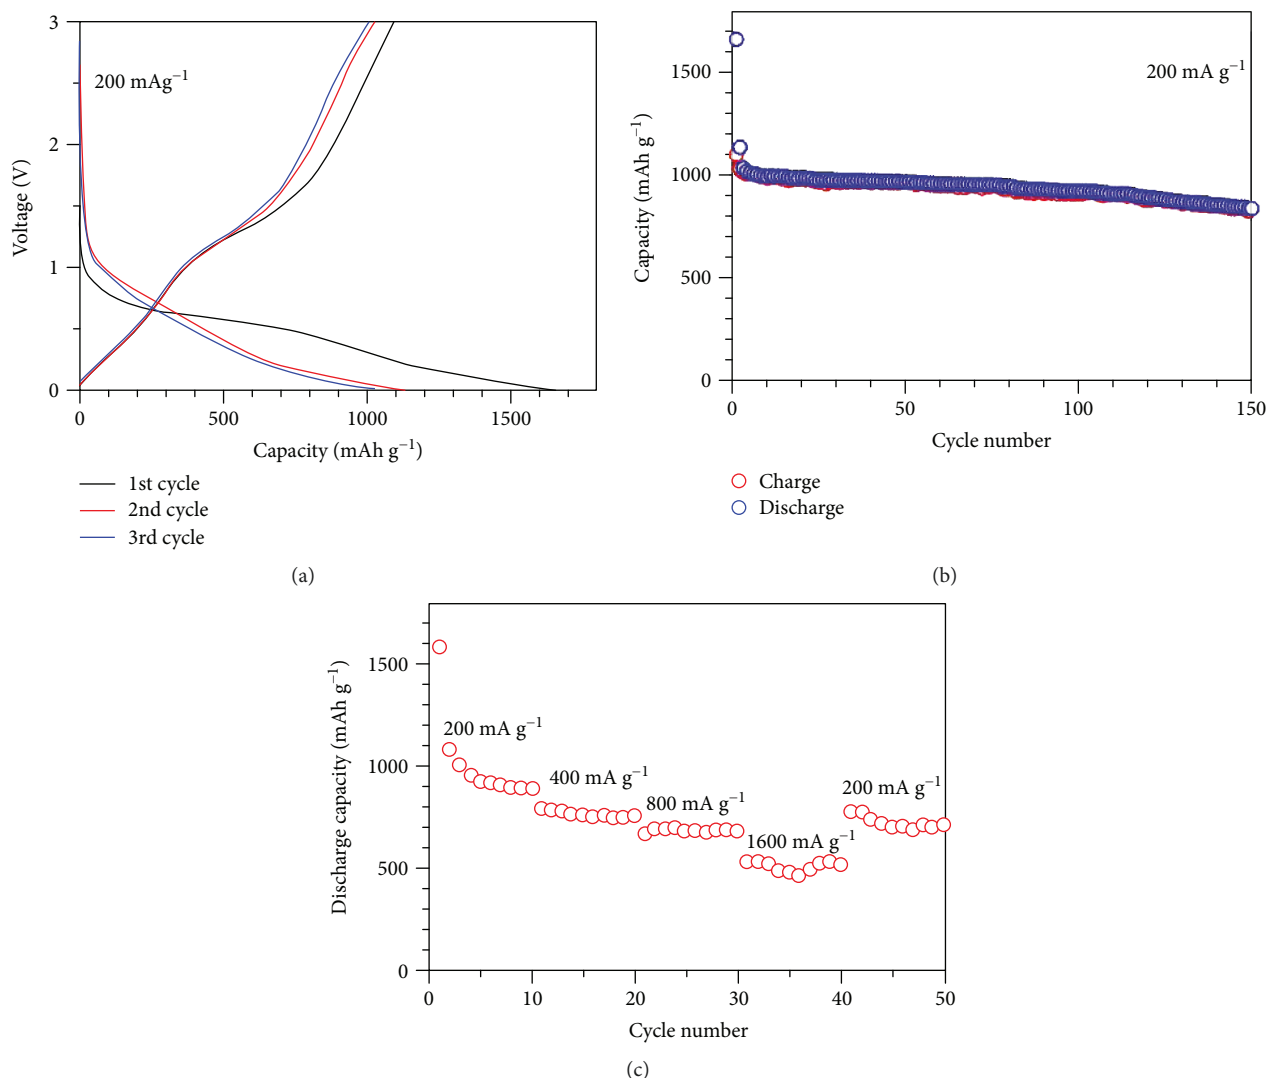 3
2
1
0
Voltage (V)
200 mAg⁻¹
0
500
1000
1500
Capacity (mAh g⁻¹)
1st cycle
2nd cycle
3rd cycle
(a)
1500
1000
500
0
Capacity (mAh g⁻¹)
200 mA g⁻¹
0
50
100
150
Cycle number
Charge
Discharge
(b)
1500
1000
500
0
Discharge capacity (mAh g⁻¹)
200 mA g⁻¹
400 mA g⁻¹
800 mA g⁻¹
1600 mA g⁻¹
200 mA g⁻¹
0
10
20
30
40
50
Cycle number
(c)